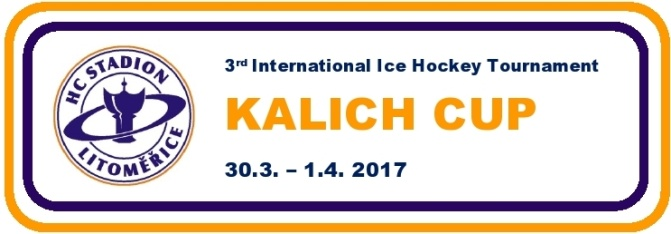 HC STADION
LITOMĚŘICE
3rd International Ice Hockey Tournament
KALICH CUP
30.3. – 1.4. 2017